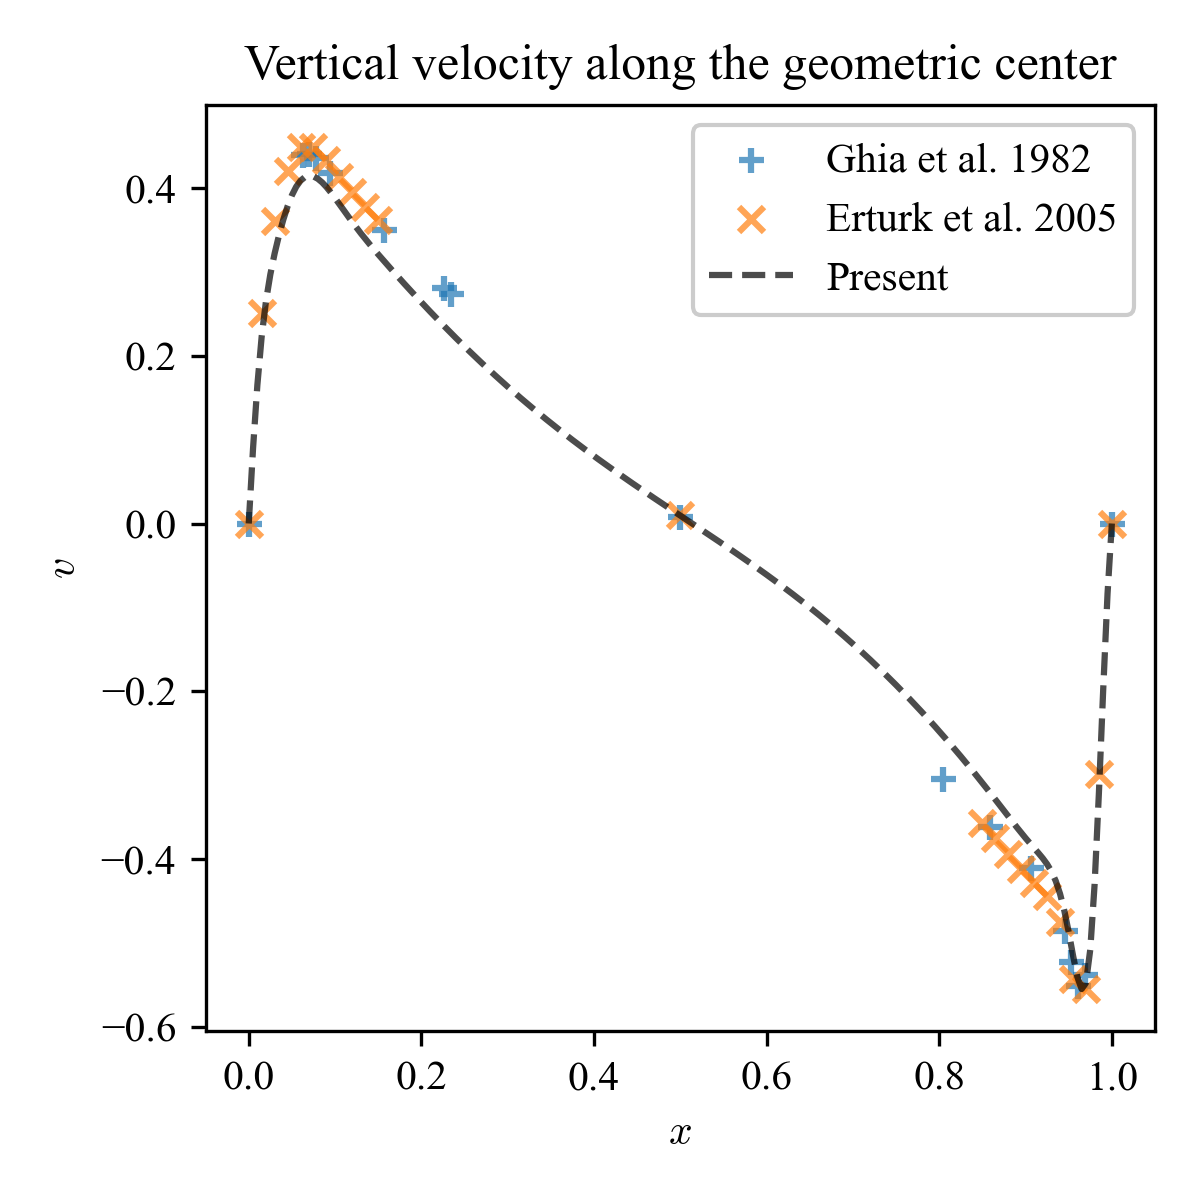 Vertical velocity along the geometric center
Ghia et al. 1982
Erturk et al. 2005
Present
0.4
0.2
0.0
−0.2
−0.4
−0.6
v
0.0 0.2 0.4 0.6 0.8 1.0
x